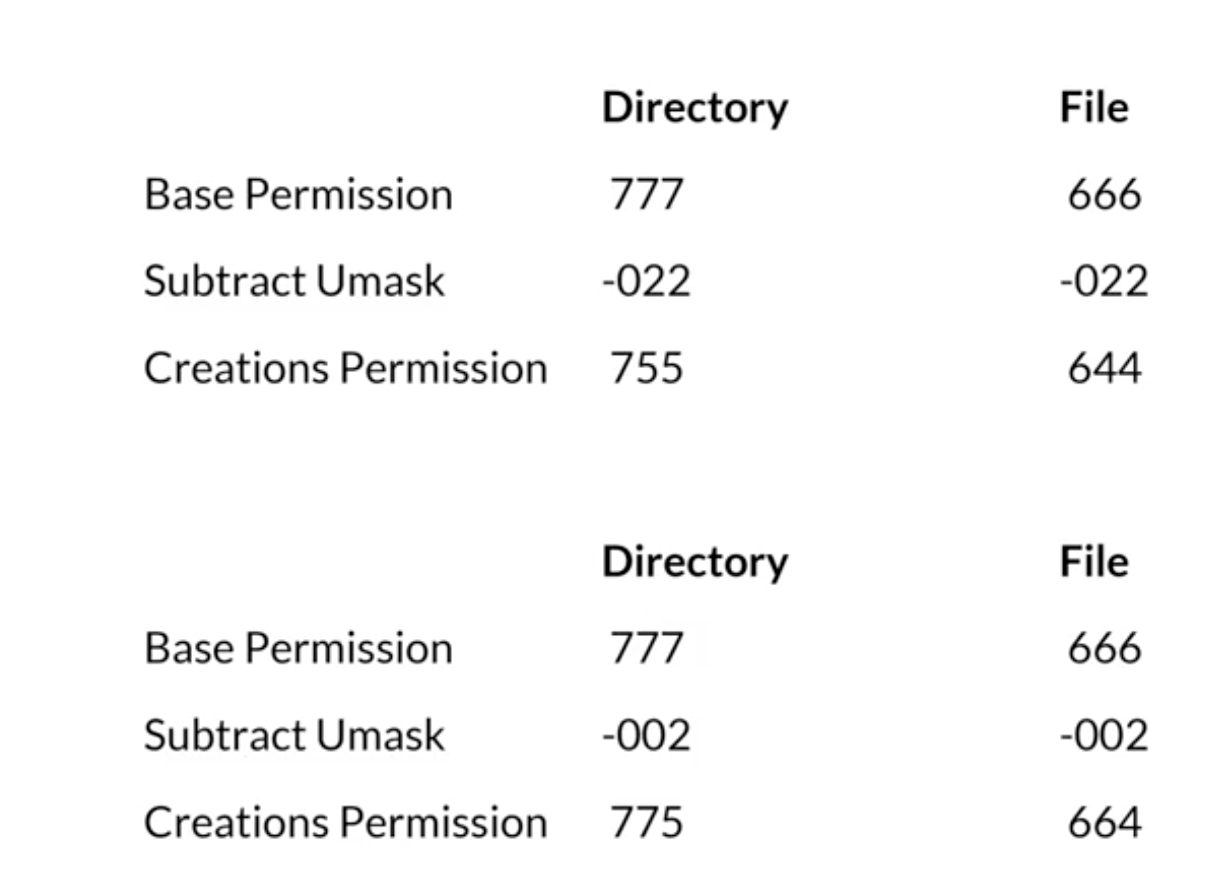 Directory File
Base Permission 777 666
Subtract Umask -022 -022
Creations Permission 755 644
Directory File
Base Permission 777 666
Subtract Umask -002 -002
Creations Permission 775 664